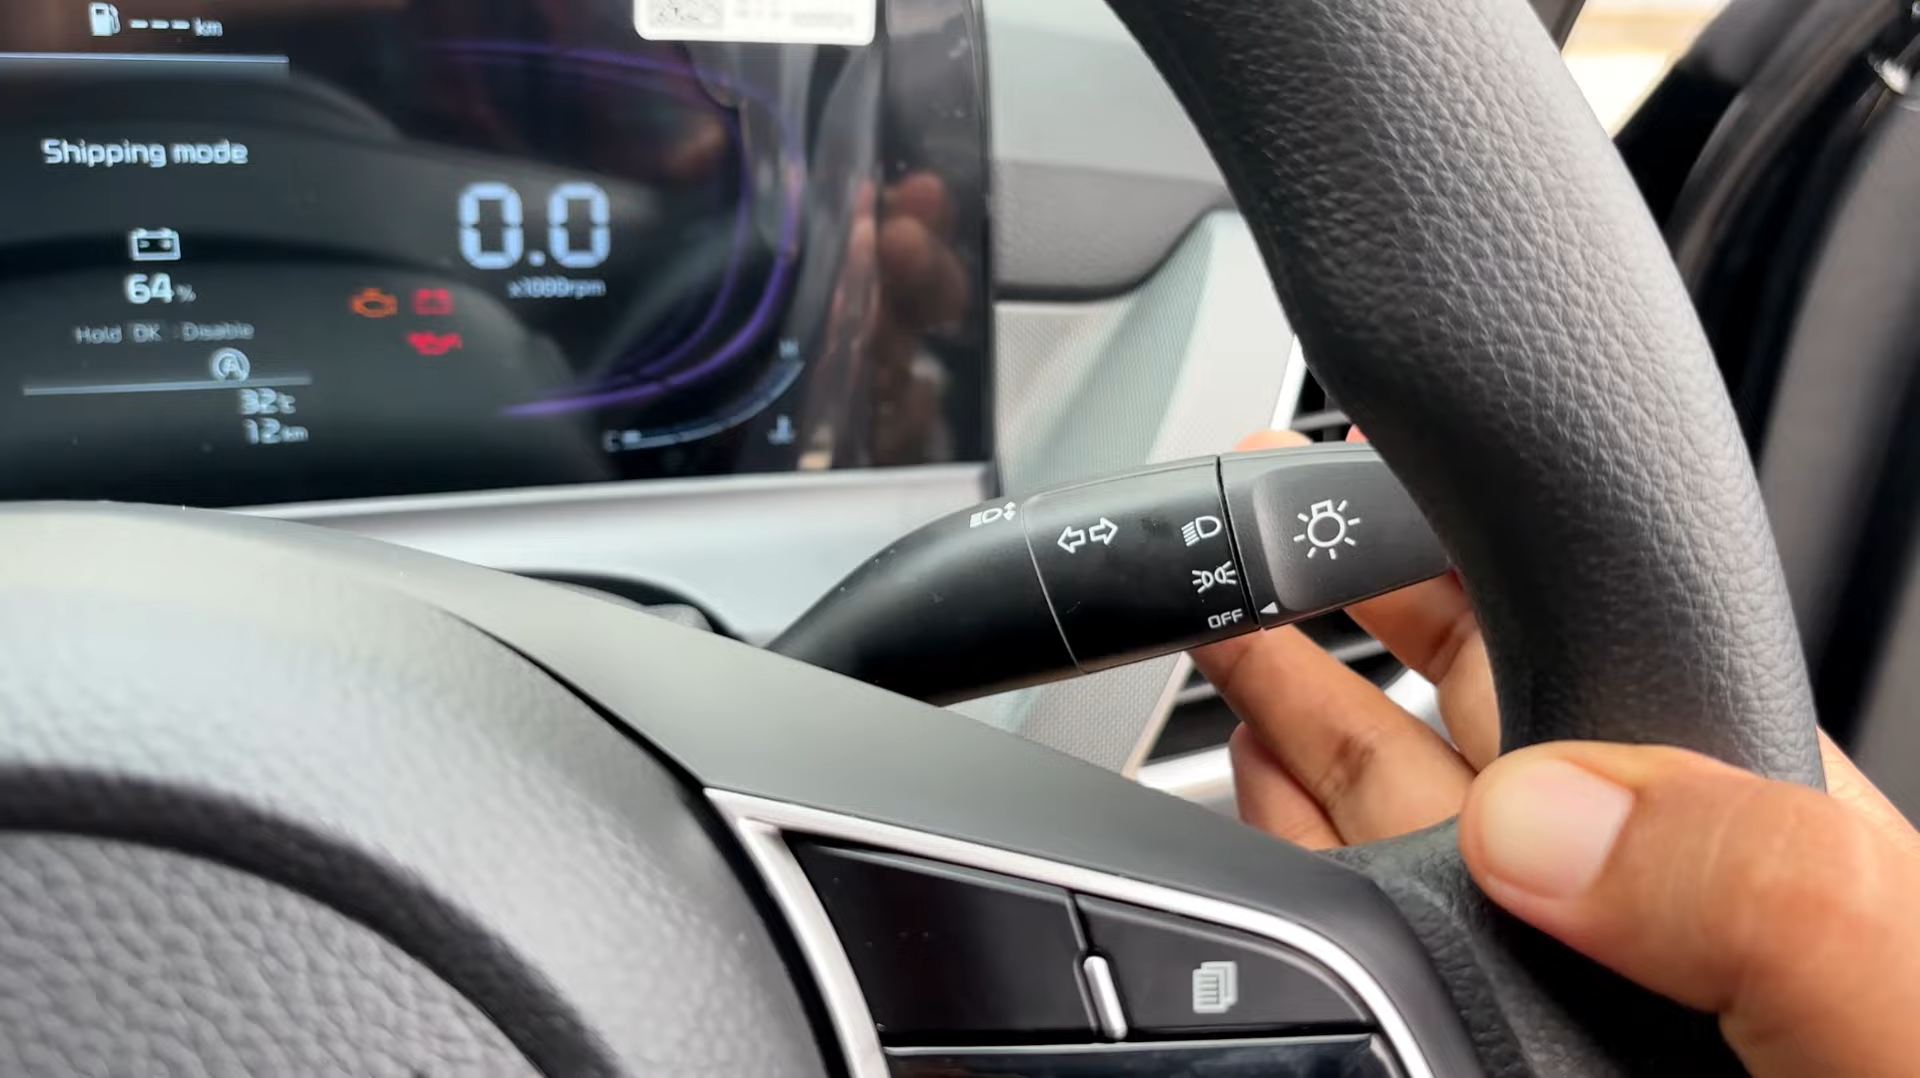 --- km
Shipping mode
64 %
Hold OK : Disable
0.0
x1000rpm
H
C
32℃
12km
OFF